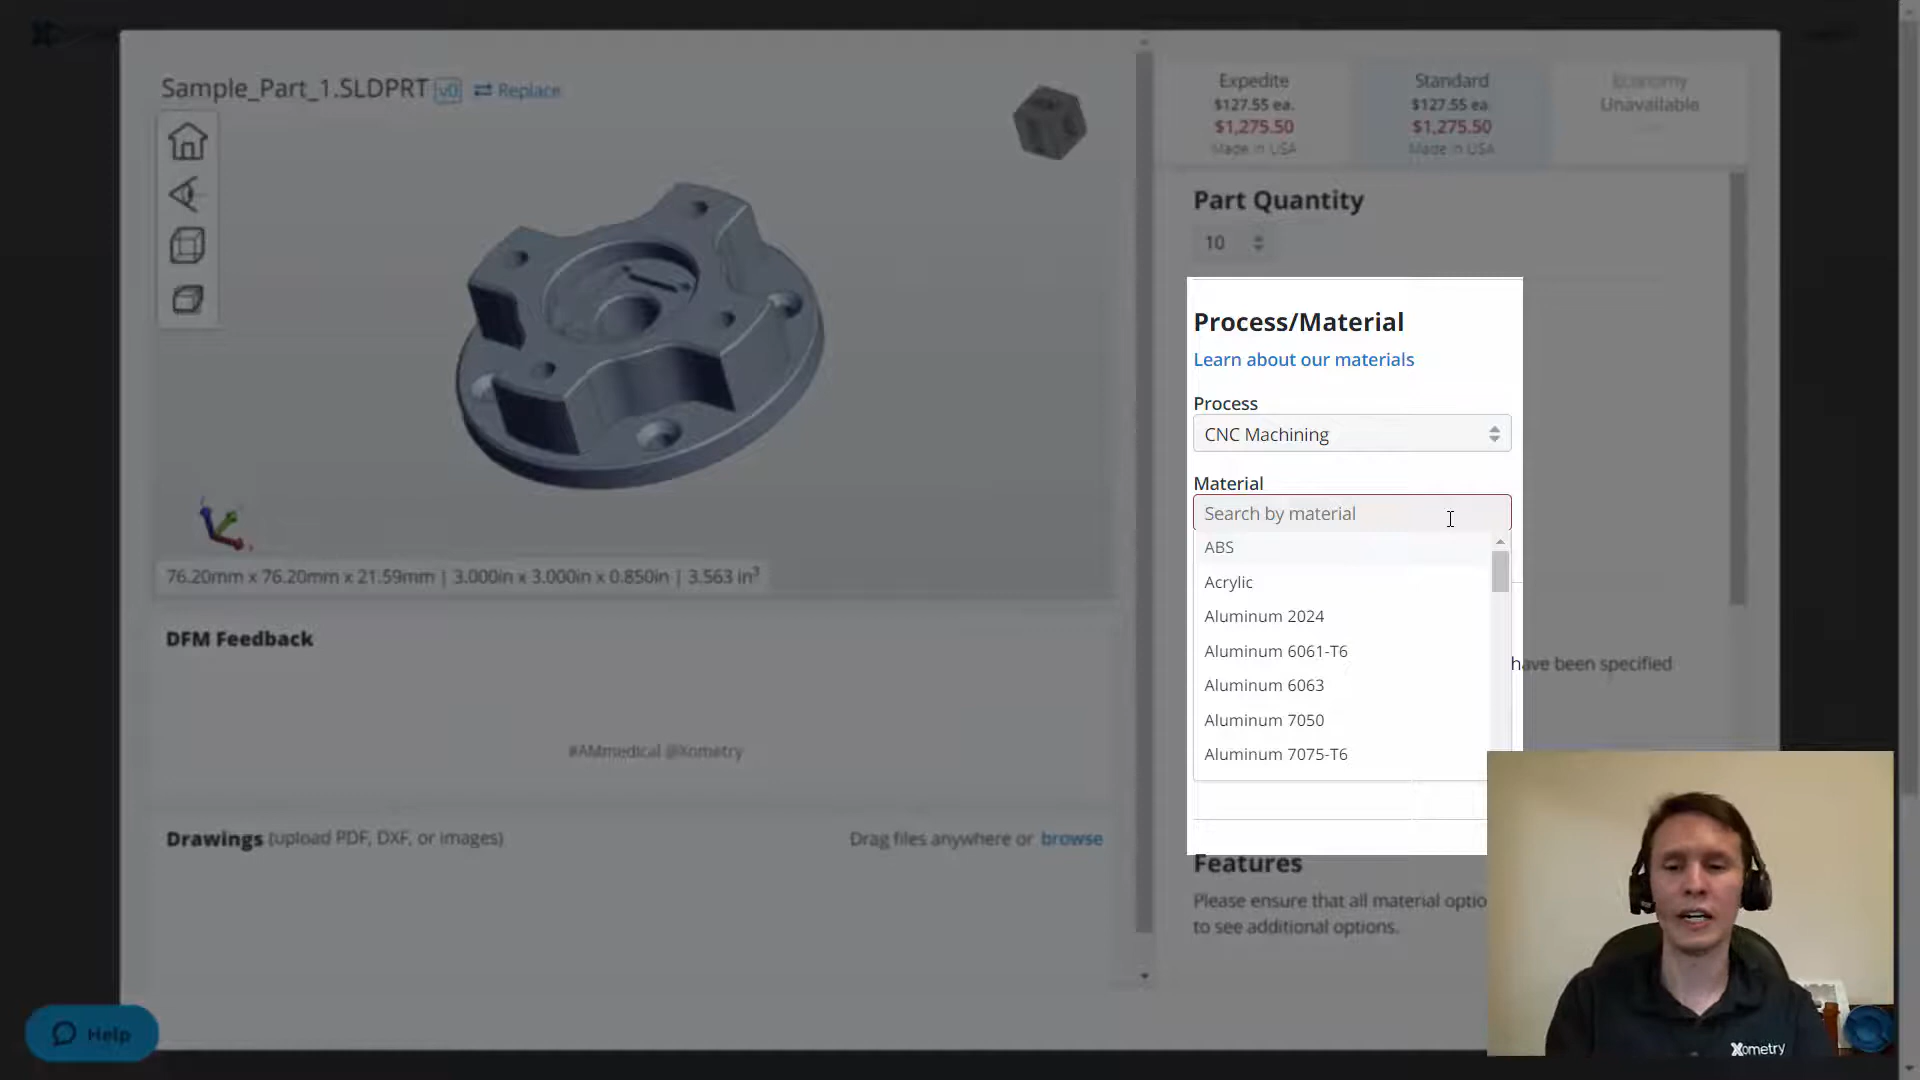 Sample_Part_1.SLDPRT v0 Replace
76.20mm x 76.20mm x 21.59mm | 3.000in x 3.000in x 0.850in | 3.563 in³
DFM Feedback
#AMmedical @Xometry
Drawings (upload PDF, DXF, or images)
Drag files anywhere or browse
Help
Expedite
$127.55 ea.
$1,275.50
Made in USA
Standard
$127.55 ea.
$1,275.50
Made in USA
Economy
Unavailable
Part Quantity
10
Process/Material
Learn about our materials
Process
CNC Machining
Material
Search by material
ABS
Acrylic
Aluminum 2024
Aluminum 6061-T6
Aluminum 6063
Aluminum 7050
Aluminum 7075-T6
have been specified
Features
Please ensure that all material optio
to see additional options.
Xometry